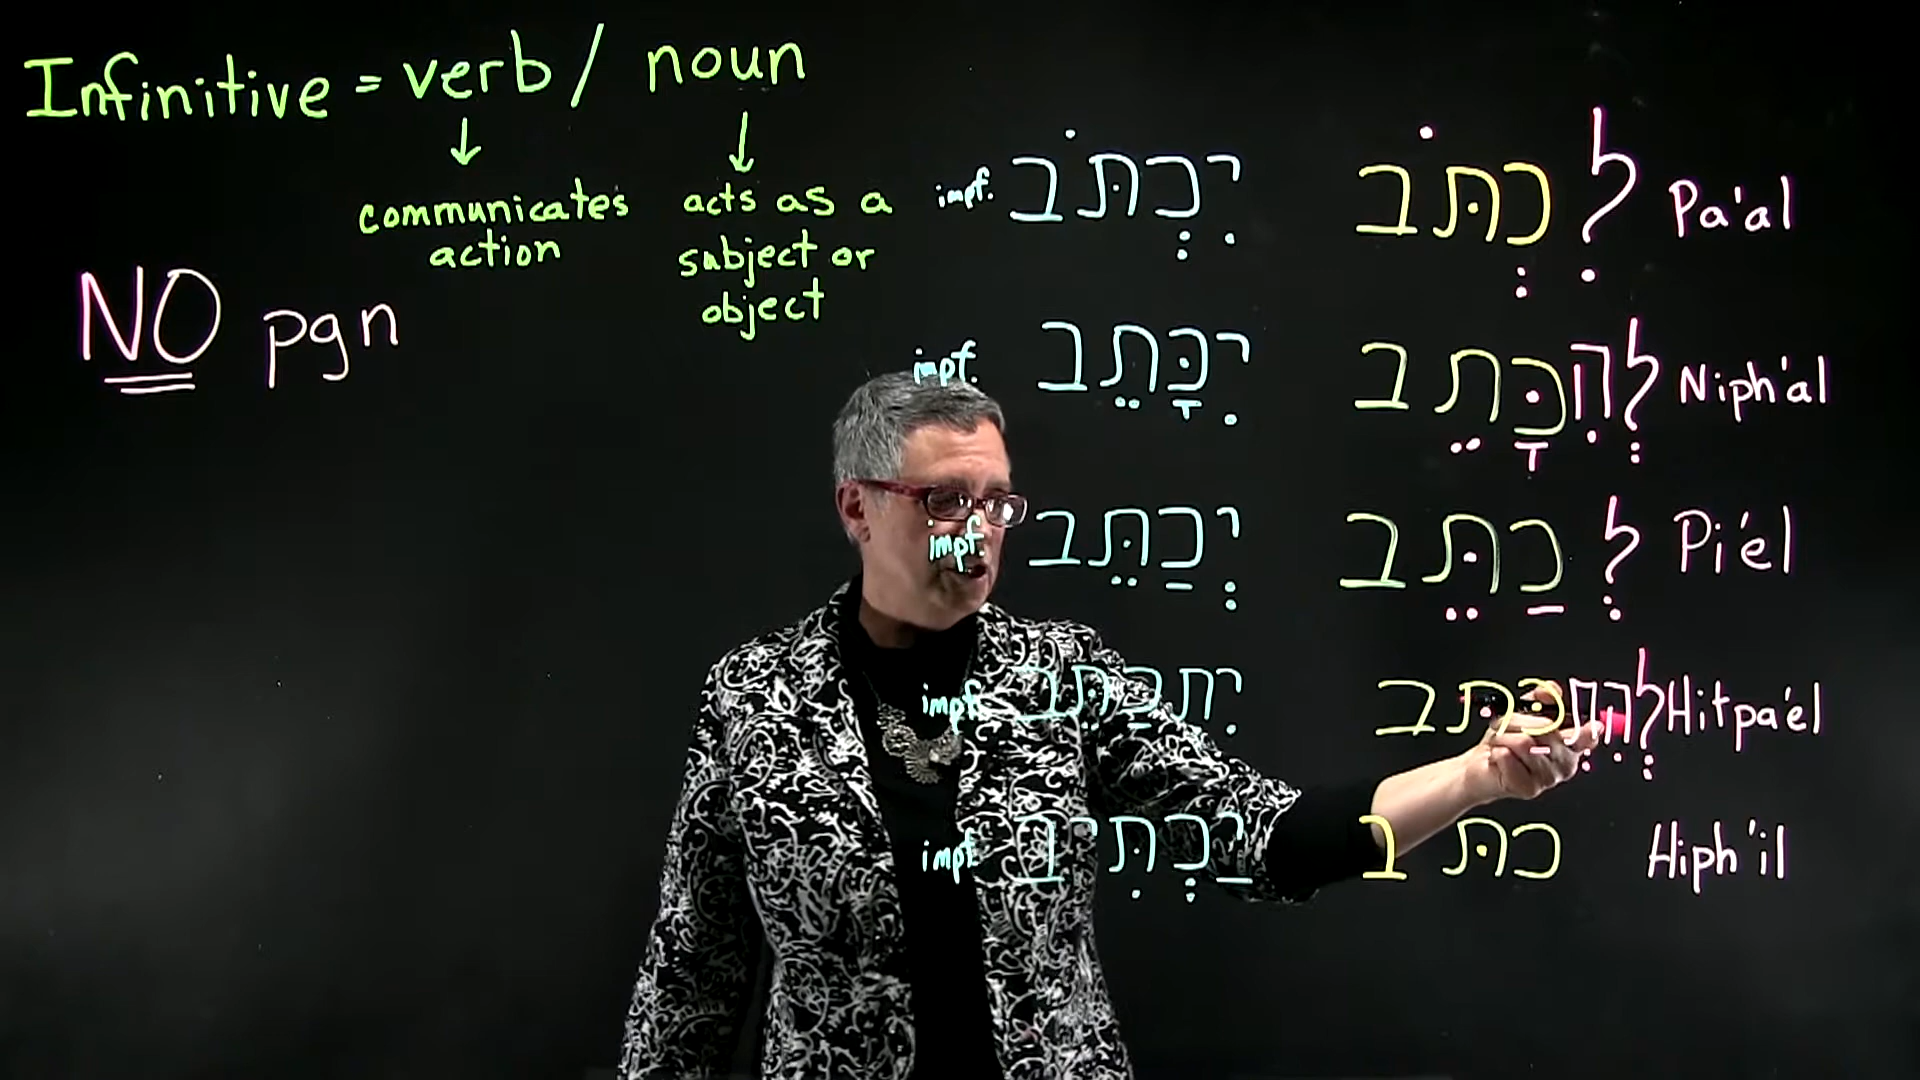 Infinitive = verb / noun
↓ ↓
communicates
action
acts as a
subject or
object
NO pgn
impf. יִכְתֹּב לִכְתֹּב Pa'al
impf. יִכָּתֵב לְהִכָּתֵב Niph'al
impf. יְכַתֵּב לְכַתֵּב Pi'el
impf. יִתְכַּתֵּב לְהִתְכַּתּב Hitpa'el
impf. יַכְתִּיב כתּב Hiph'il